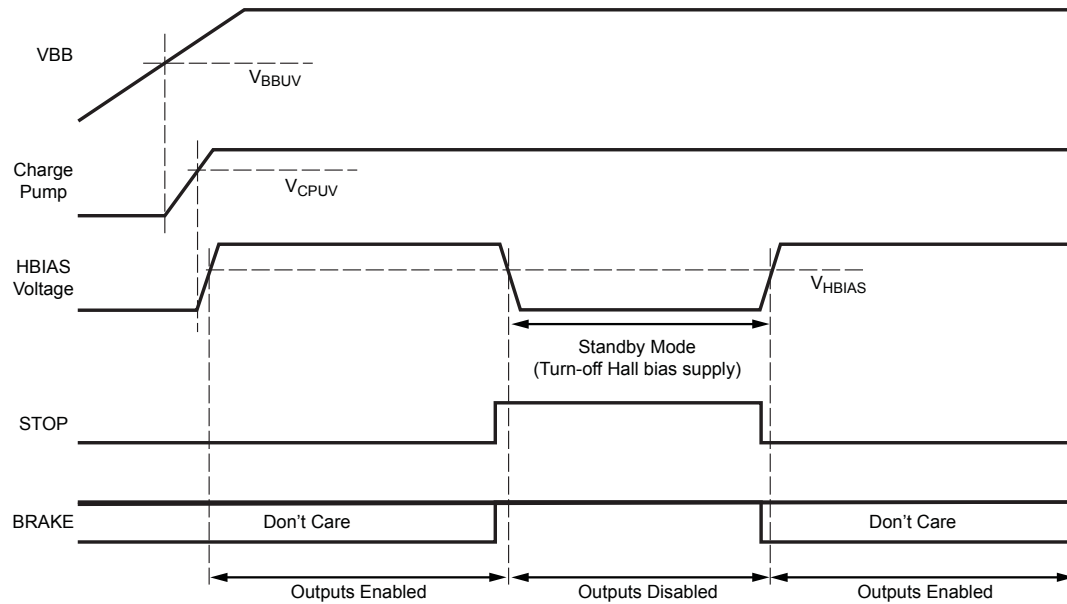 VBB
VBBUV
Charge
Pump
VCPUV
HBIAS
Voltage
VHBIAS
Standby Mode
(Turn-off Hall bias supply)
STOP
BRAKE
Don't Care
Don't Care
Outputs Enabled
Outputs Disabled
Outputs Enabled